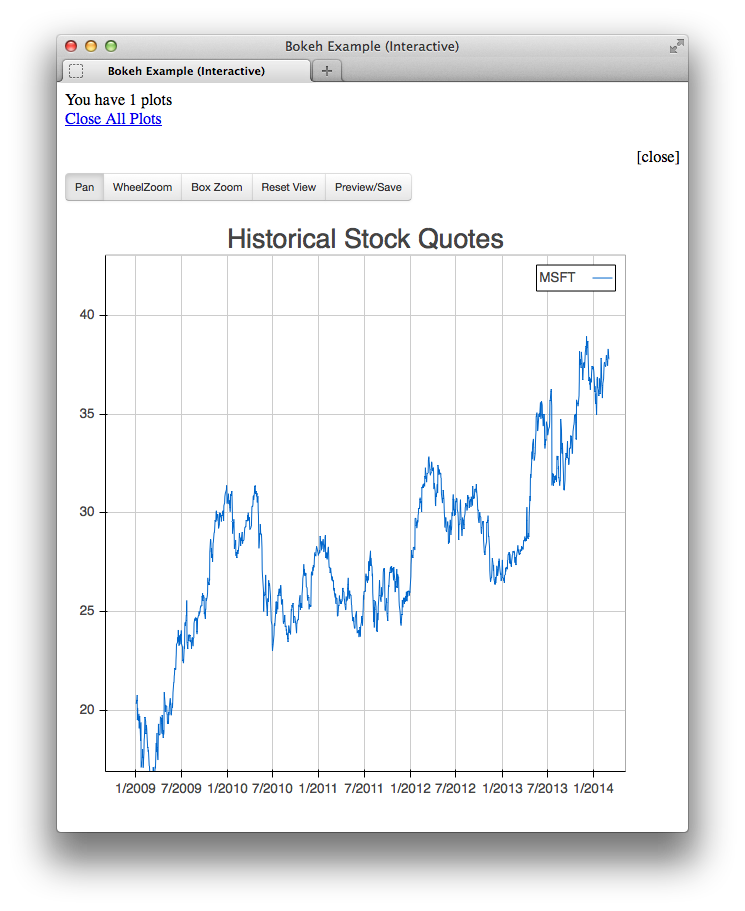 Bokeh Example (Interactive)
Bokeh Example (Interactive)
You have 1 plots
Close All Plots
[close]
Pan WheelZoom Box Zoom Reset View Preview/Save
Historical Stock Quotes
MSFT
40
35
30
25
20
1/2009 7/2009 1/2010 7/2010 1/2011 7/2011 1/2012 7/2012 1/2013 7/2013 1/2014